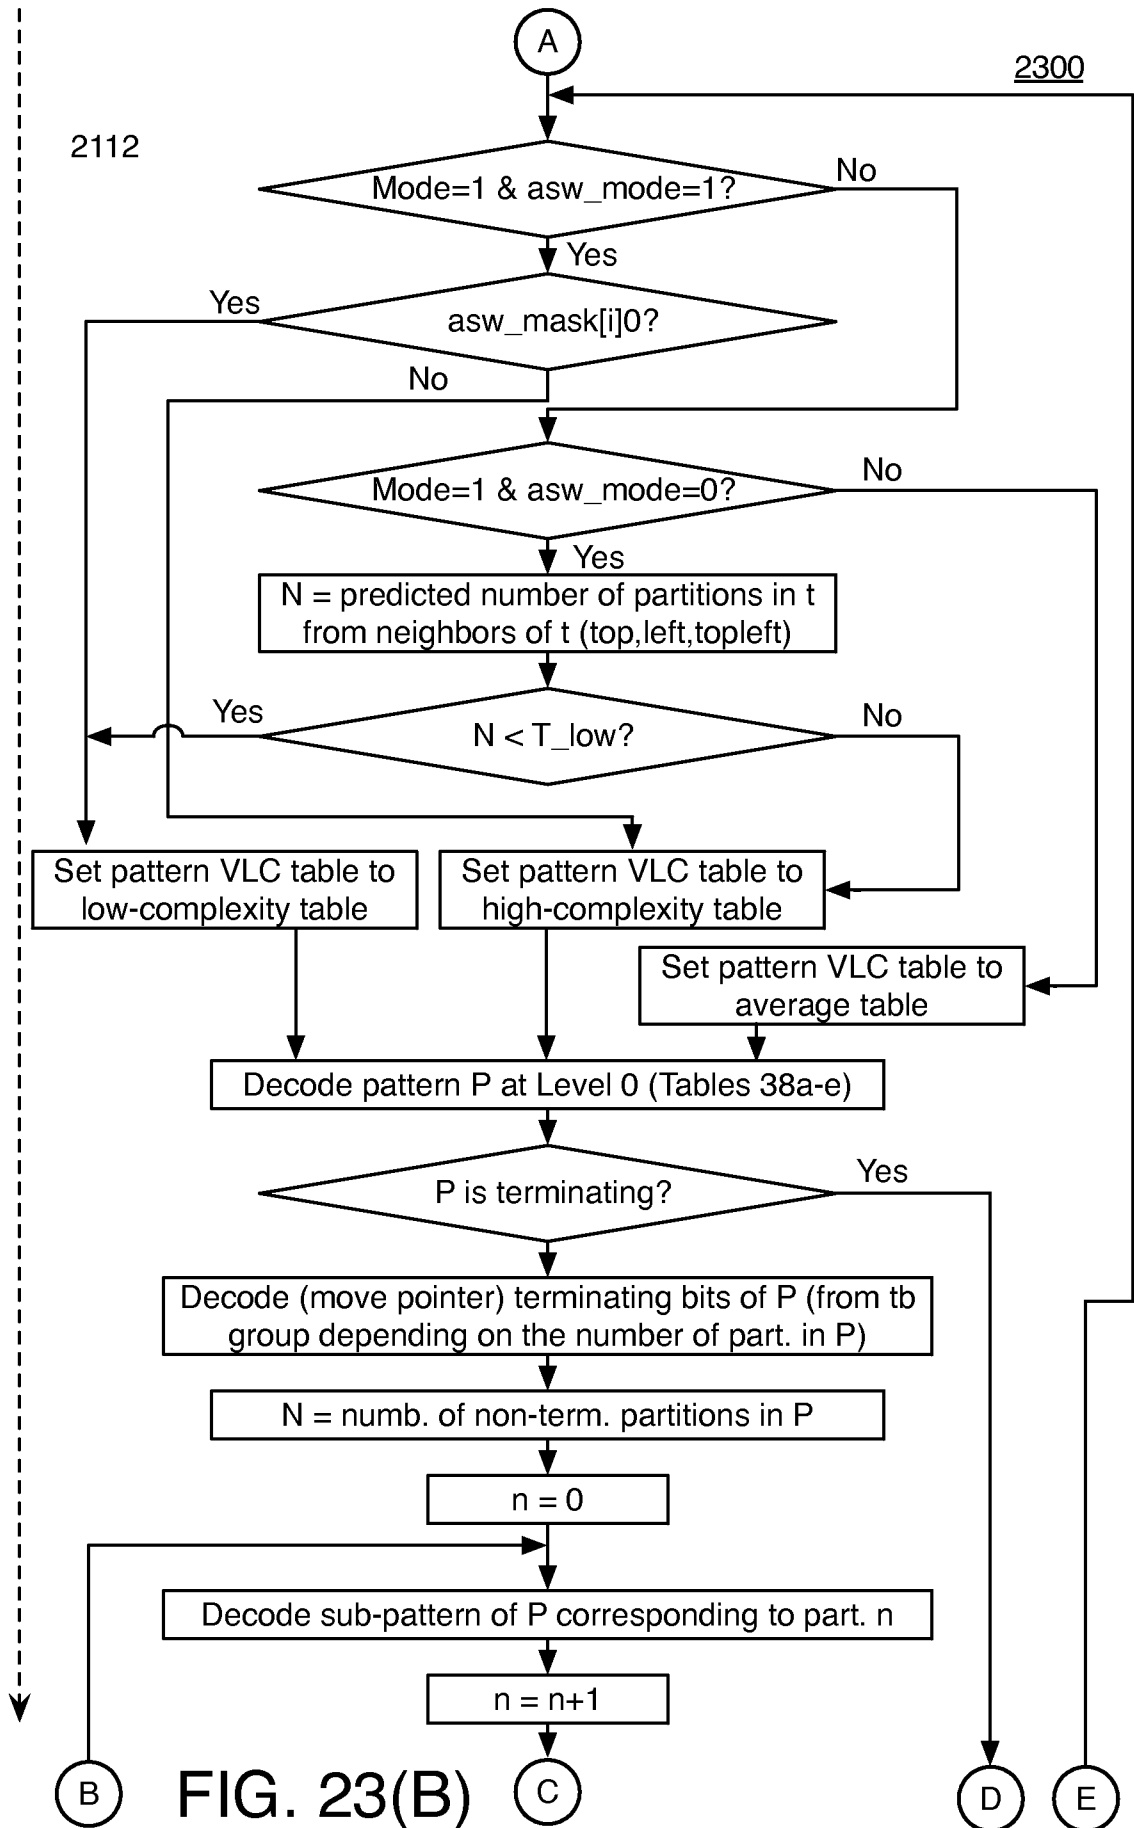 A
2300
2112
Mode=1 & asw_mode=1?
No
Yes
asw_mask[i]0?
Yes
No
Mode=1 & asw_mode=0?
No
Yes
N = predicted number of partitions in t
from neighbors of t (top,left,topleft)
N < T_low?
Yes
No
Set pattern VLC table to
low-complexity table
Set pattern VLC table to
high-complexity table
Set pattern VLC table to
average table
Decode pattern P at Level 0 (Tables 38a-e)
P is terminating?
Yes
Decode (move pointer) terminating bits of P (from tb
group depending on the number of part. in P)
N = numb. of non-term. partitions in P
n = 0
Decode sub-pattern of P corresponding to part. n
n = n+1
B
FIG. 23(B)
C
D
E